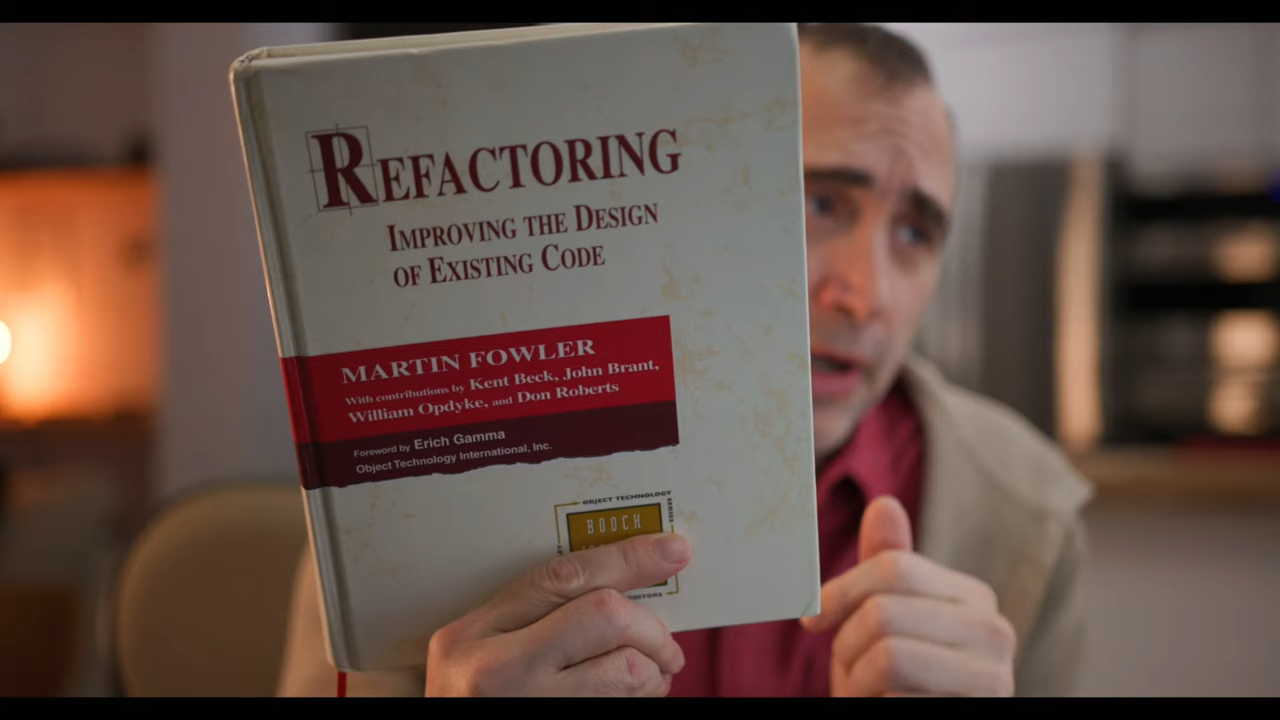 REFACTORING
IMPROVING THE DESIGN
OF EXISTING CODE
MARTIN FOWLER
With contributions by Kent Beck, John Brant,
William Opdyke, and Don Roberts
Foreword by Erich Gamma
Object Technology International, Inc.
OBJECT TECHNOLOGY
SERIES
BOOCH